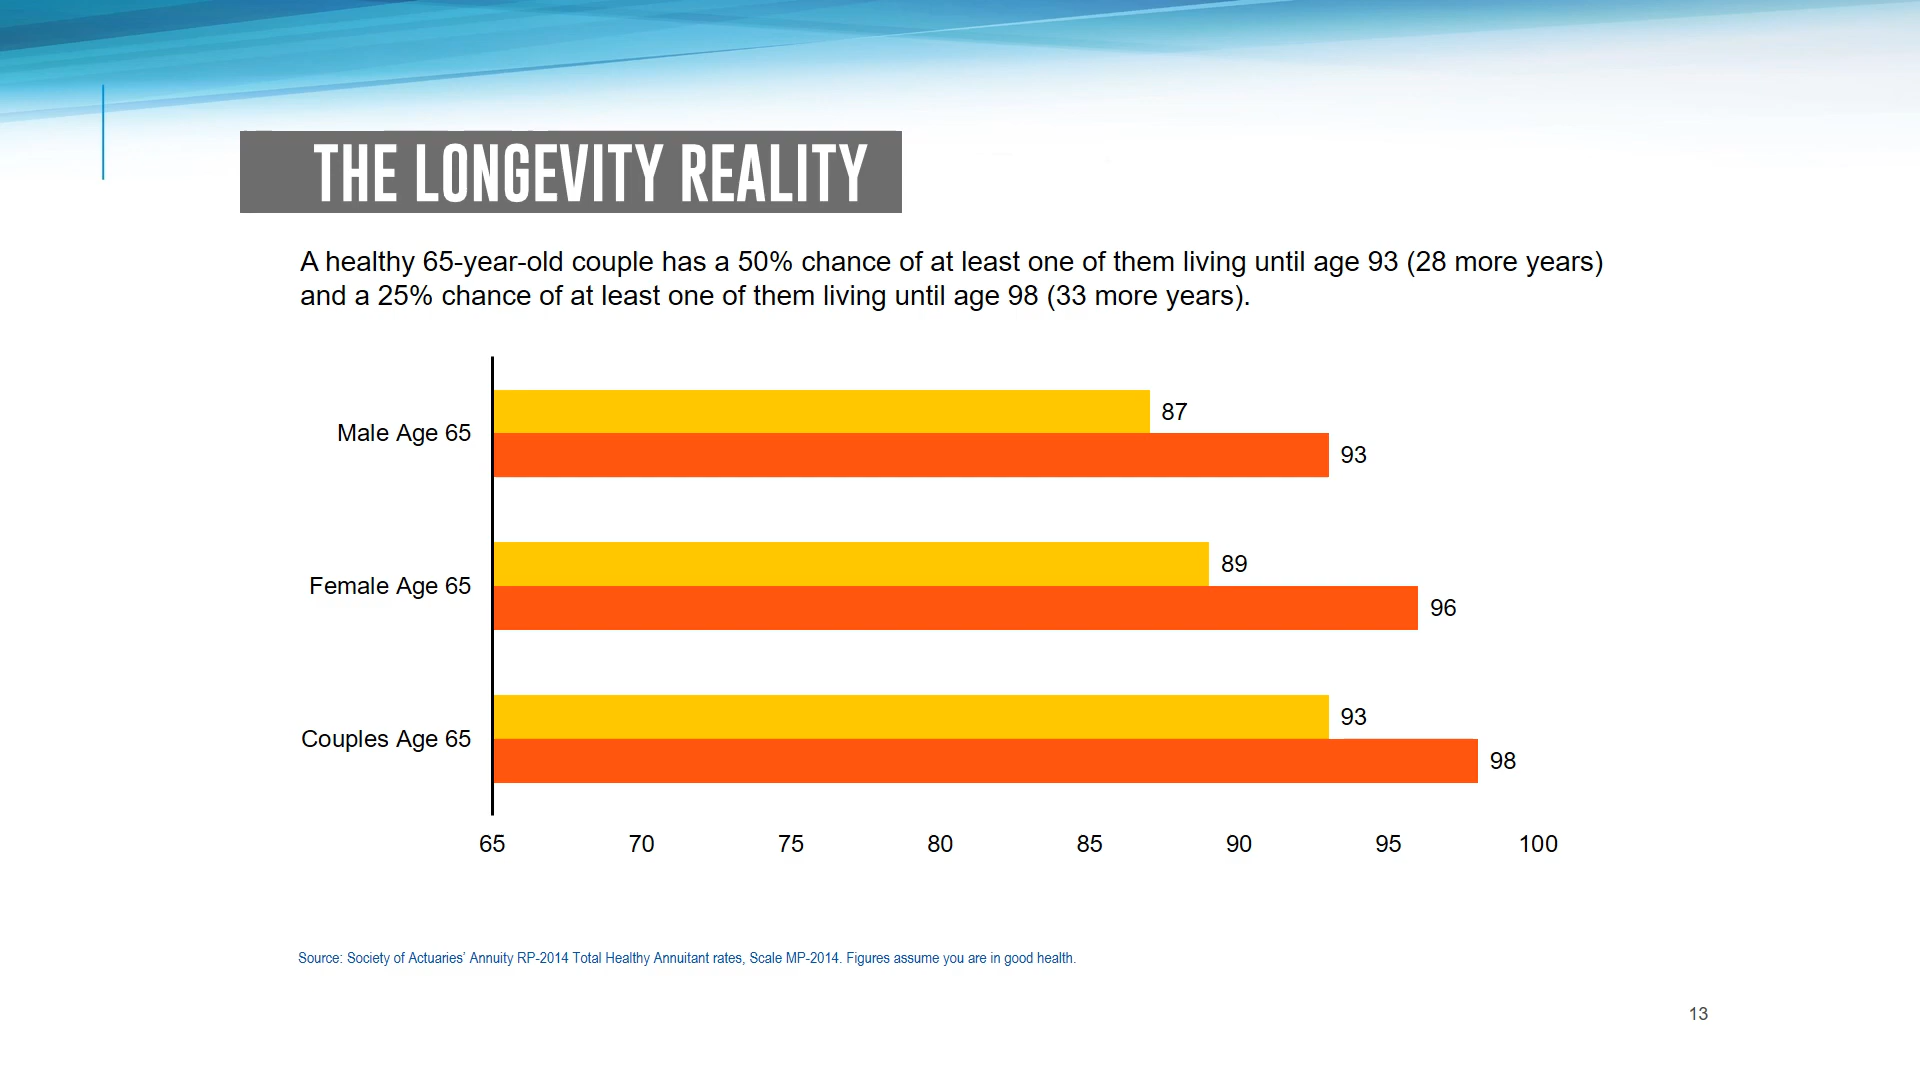 THE LONGEVITY REALITY
A healthy 65-year-old couple has a 50% chance of at least one of them living until age 93 (28 more years)
and a 25% chance of at least one of them living until age 98 (33 more years).
Male Age 65
87
93
Female Age 65
89
96
Couples Age 65
93
98
65 70 75 80 85 90 95 100
Source: Society of Actuaries’ Annuity RP-2014 Total Healthy Annuitant rates, Scale MP-2014. Figures assume you are in good health.
13